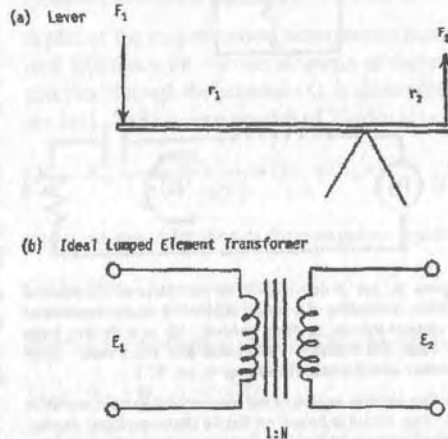 (a) Lever
F₁
F₂
r₁
r₂
(b) Ideal Lumped Element Transformer
E₁
E₂
1:N